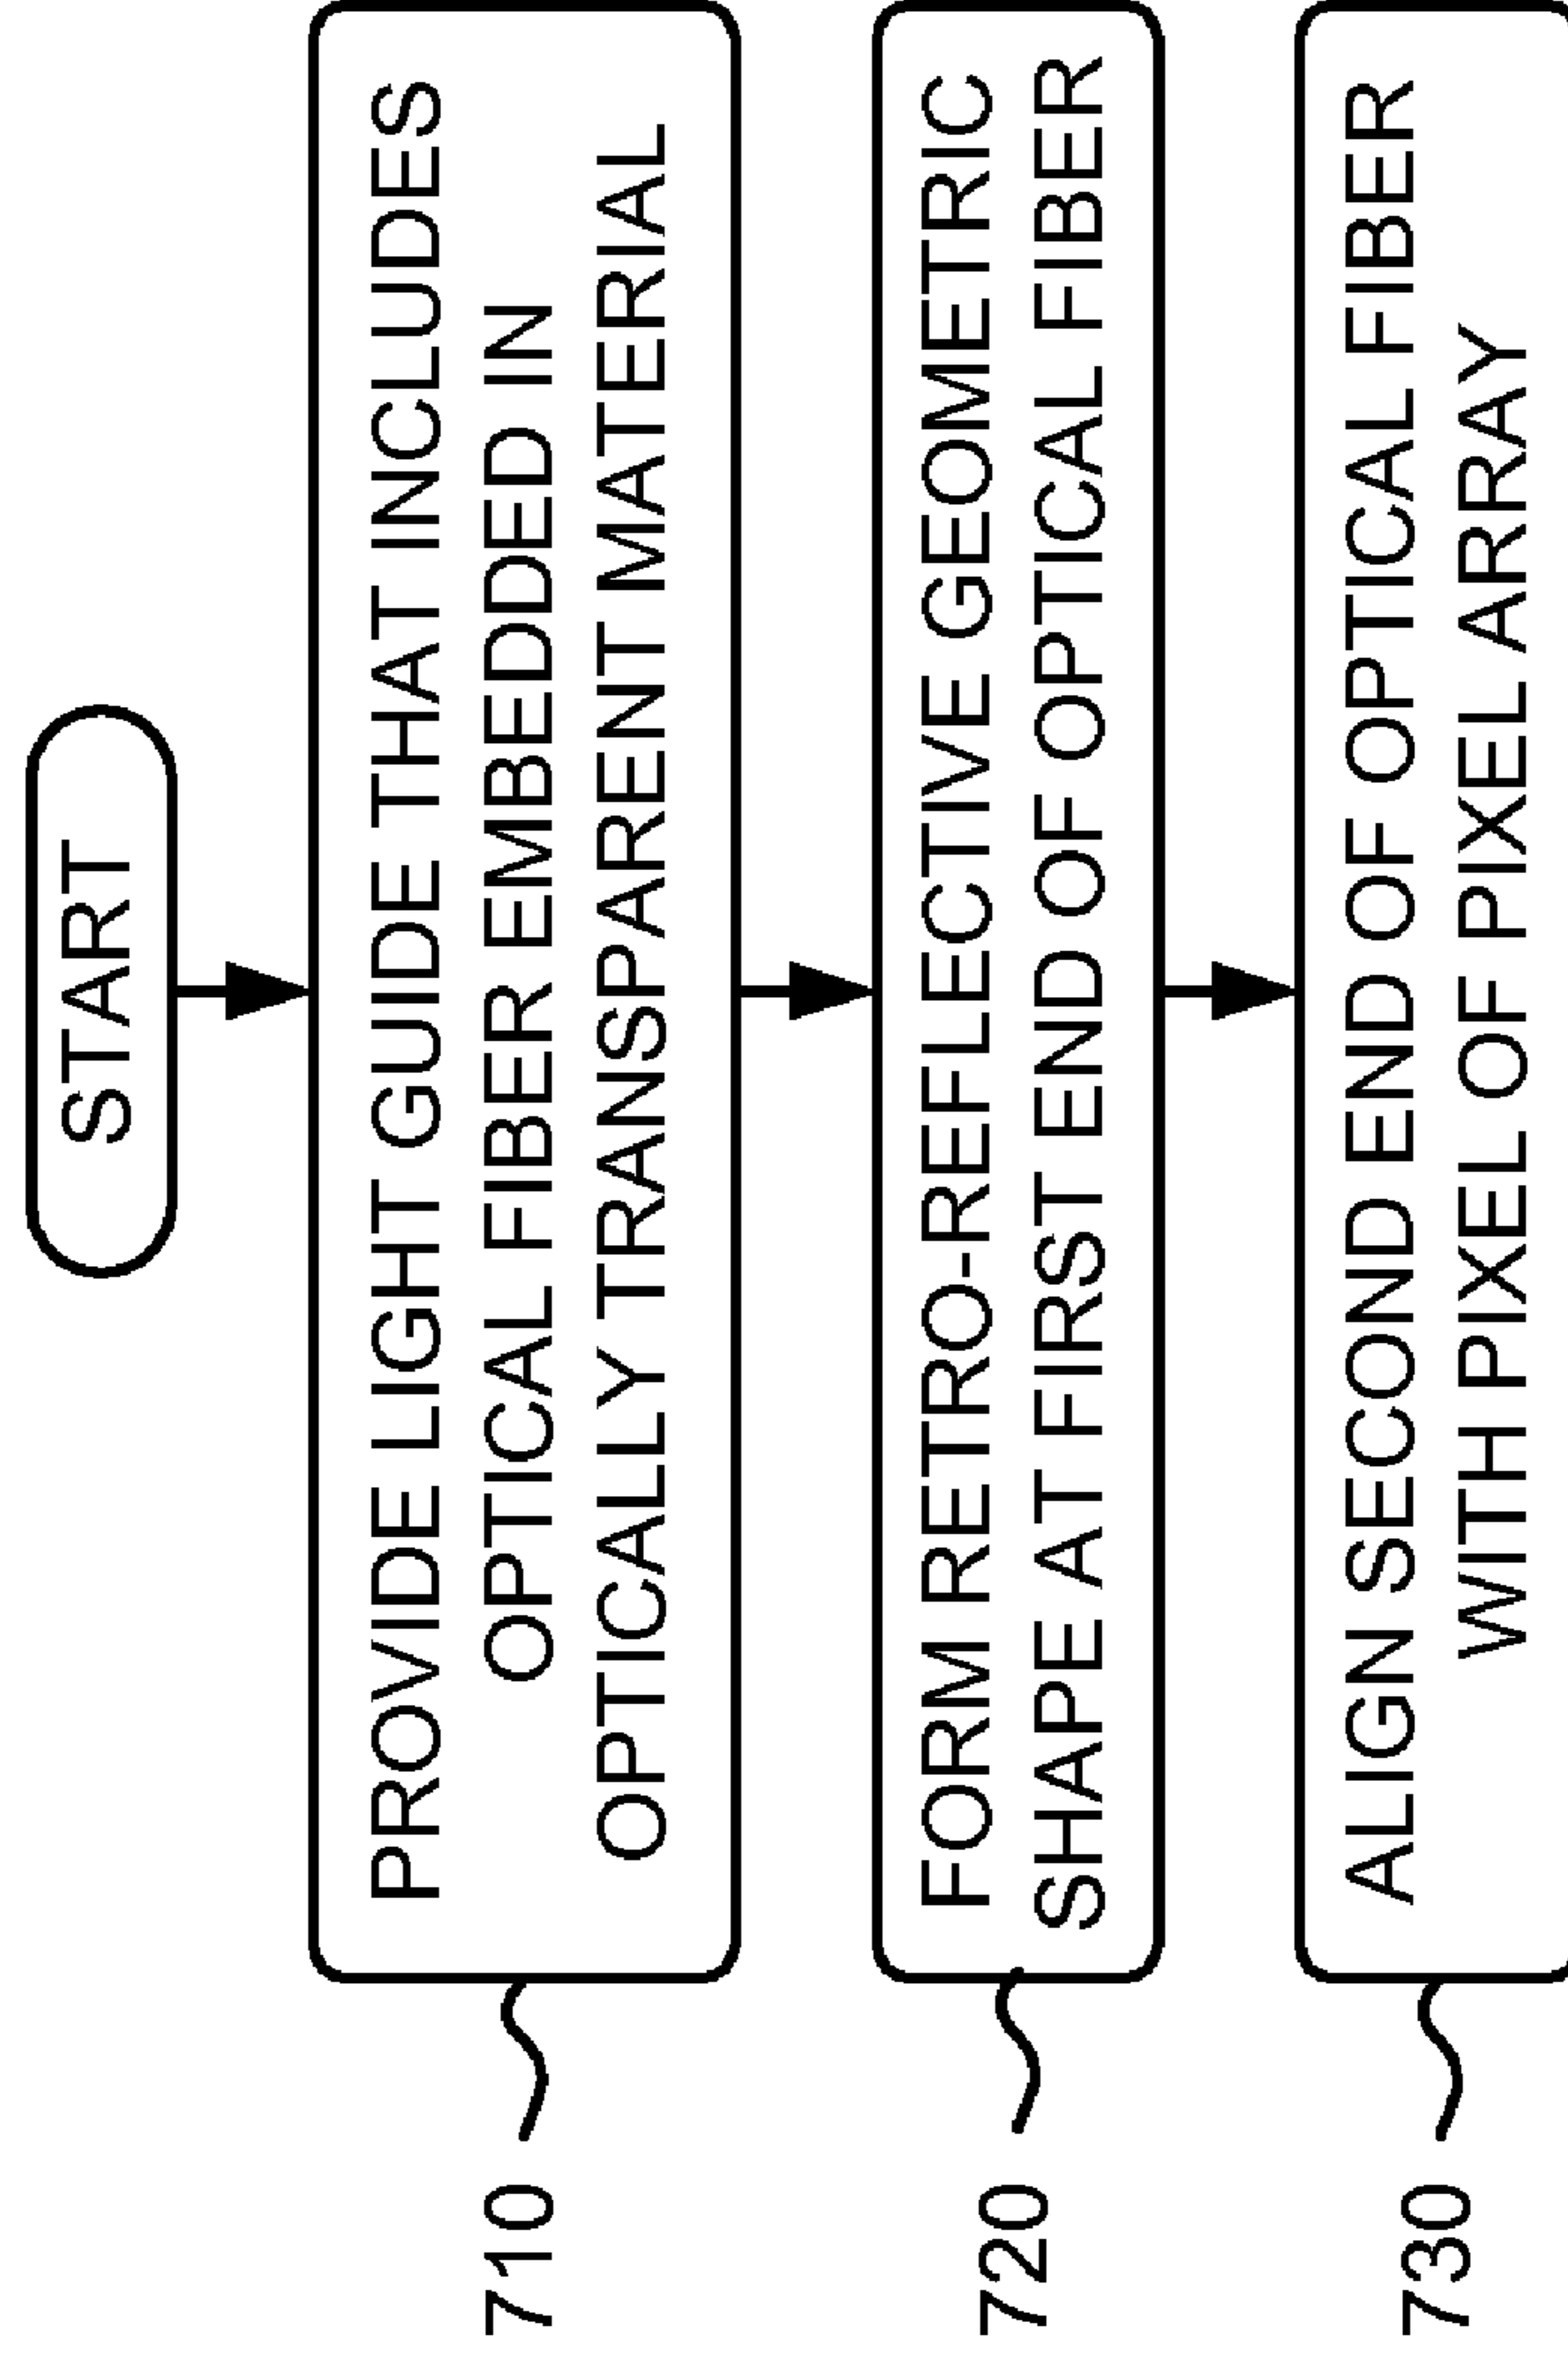 START
710
PROVIDE LIGHT GUIDE THAT INCLUDES
OPTICAL FIBER EMBEDDED IN
OPTICALLY TRANSPARENT MATERIAL
720
FORM RETRO-REFLECTIVE GEOMETRIC
SHAPE AT FIRST END OF OPTICAL FIBER
730
ALIGN SECOND END OF OPTICAL FIBER
WITH PIXEL OF PIXEL ARRAY